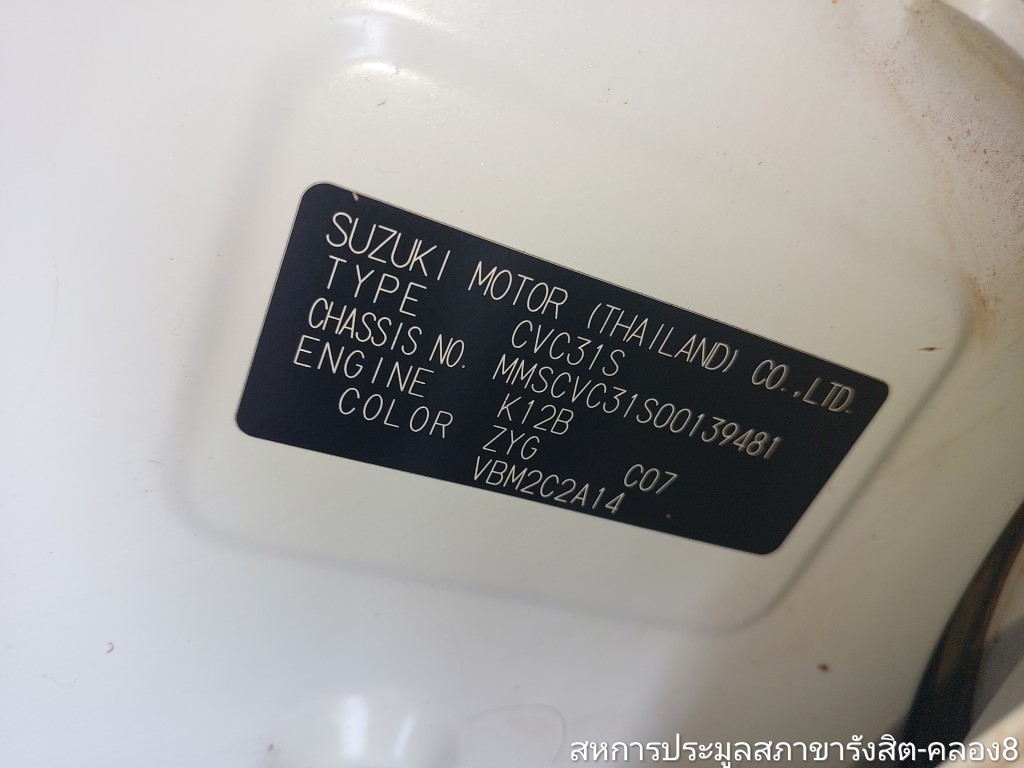 SUZUKI MOTOR (THAILAND) CO.,LTD.
TYPE CVC31S
CHASSIS NO. MMSCVC31S00139481
ENGINE K12B
COLOR ZYG C07
VBM2C2A14
สหการประมูลสภาขารังสิต-คลอง8